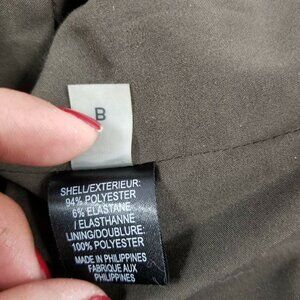 B
SHELL/EXTERIEUR:
94% POLYESTER
6% ELASTANE
/ ELASTHANNE
LINING/DOUBLURE:
100% POLYESTER
MADE IN PHILIPPINES
FABRIQUE AUX
PHILIPPINES